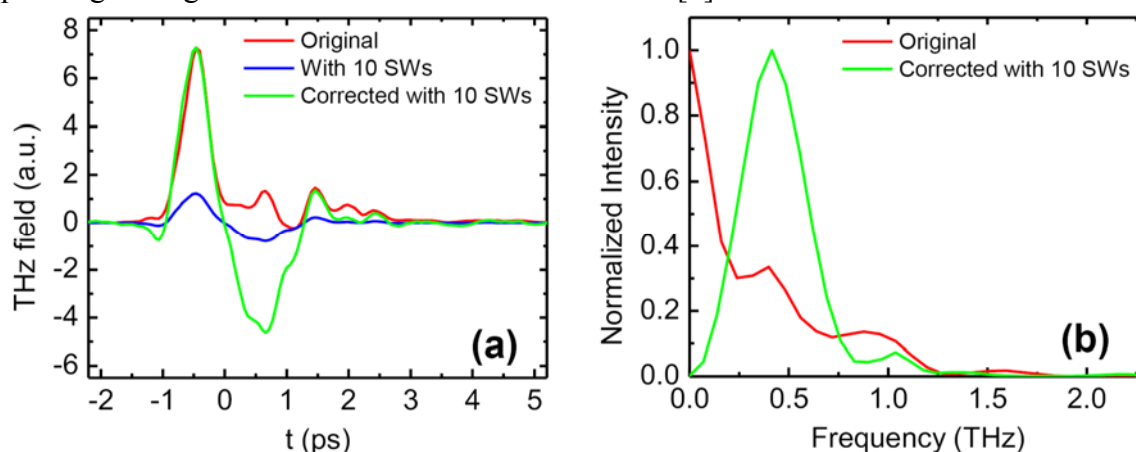 8
6
4
2
0
-2
-4
-6
THz field (a.u.)
Original
With 10 SWs
Corrected with 10 SWs
(a)
-2 -1 0 1 2 3 4 5
t (ps)
1.0
0.8
0.6
0.4
0.2
0.0
Normalized Intensity
Original
Corrected with 10 SWs
(b)
0.0 0.5 1.0 1.5 2.0
Frequency (THz)